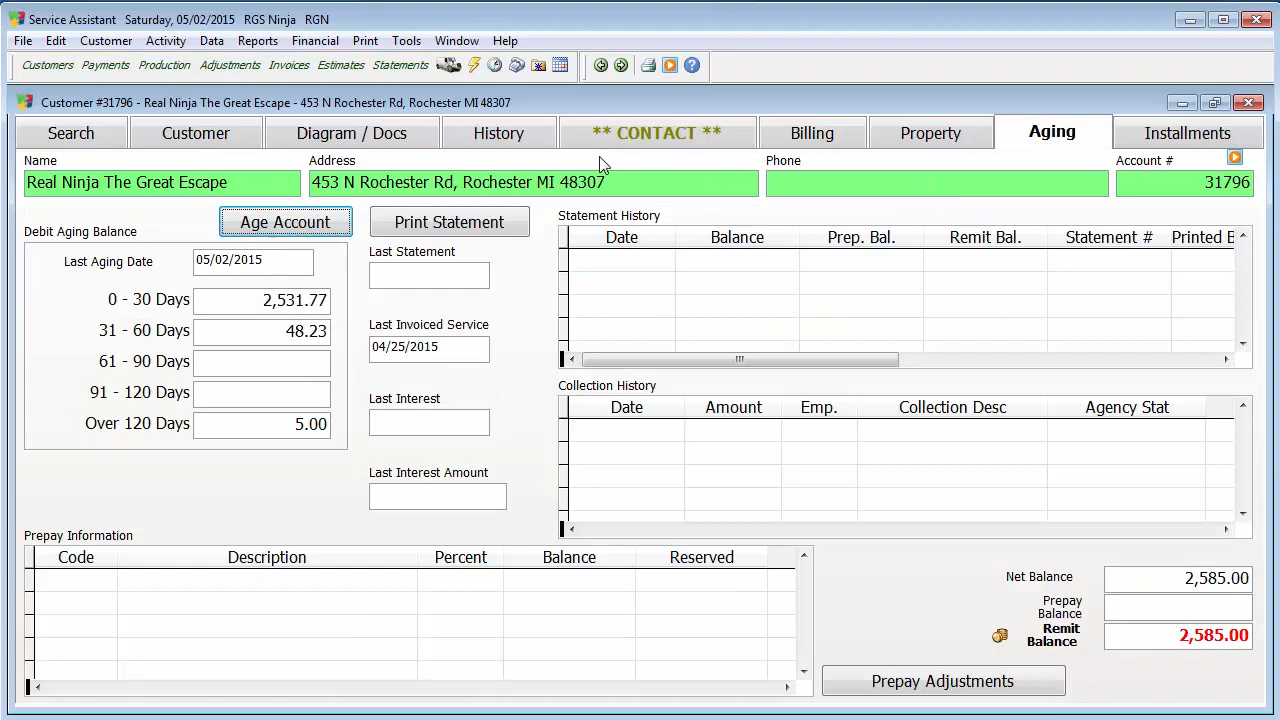 Service Assistant Saturday, 05/02/2015 RGS Ninja RGN
File Edit Customer Activity Data Reports Financial Print Tools Window Help
Customers Payments Production Adjustments Invoices Estimates Statements
Customer #31796 - Real Ninja The Great Escape - 453 N Rochester Rd, Rochester MI 48307
Search Customer Diagram / Docs History ** CONTACT ** Billing Property Aging Installments
Name Address Phone Account #
Real Ninja The Great Escape 453 N Rochester Rd, Rochester MI 48307 31796
Age Account Print Statement
Debit Aging Balance
Last Aging Date 05/02/2015
0 - 30 Days 2,531.77
31 - 60 Days 48.23
61 - 90 Days
91 - 120 Days
Over 120 Days 5.00
Last Statement
Last Invoiced Service
04/25/2015
Last Interest
Last Interest Amount
Statement History
Date Balance Prep. Bal. Remit Bal. Statement # Printed B
Collection History
Date Amount Emp. Collection Desc Agency Stat
Prepay Information
Code Description Percent Balance Reserved
Net Balance 2,585.00
Prepay
Balance
Remit
Balance 2,585.00
Prepay Adjustments